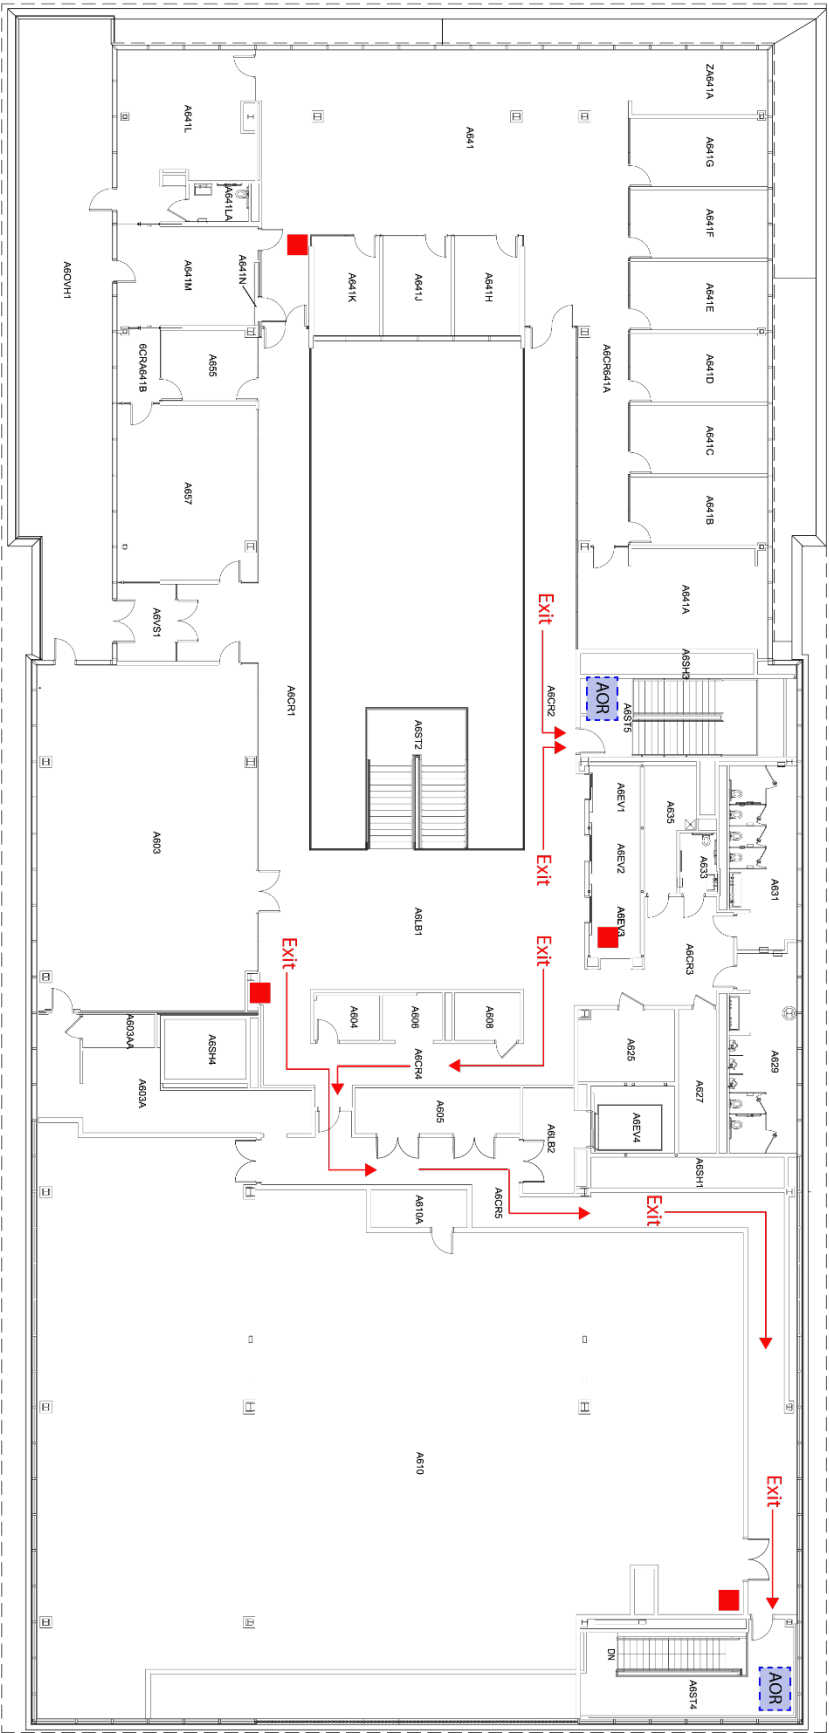 ZA641A
A641G
A641F
A641E
A641D
A641C
A641B
A641A
A641
A641L
A641LA
A641M
A641N
A641K
A641J
A641H
A6CR641A
A6OVH1
6CRA641B
A655
A657
A6VS1
A6CR1
A6CR2
Exit
AOR
A6SH3
A6ST5
A6ST2
A603
A6EV1
A6EV2
A6EV3
A635
A633
A631
Exit
A6LB1
Exit
Exit
A6CR3
A604
A606
A608
A6CR4
A625
A627
A629
A603AA
A6SH4
A603A
A605
A6LB2
A6EV4
A6SH1
A610A
A6CR5
Exit
A610
Exit
DN
A6ST4
AOR